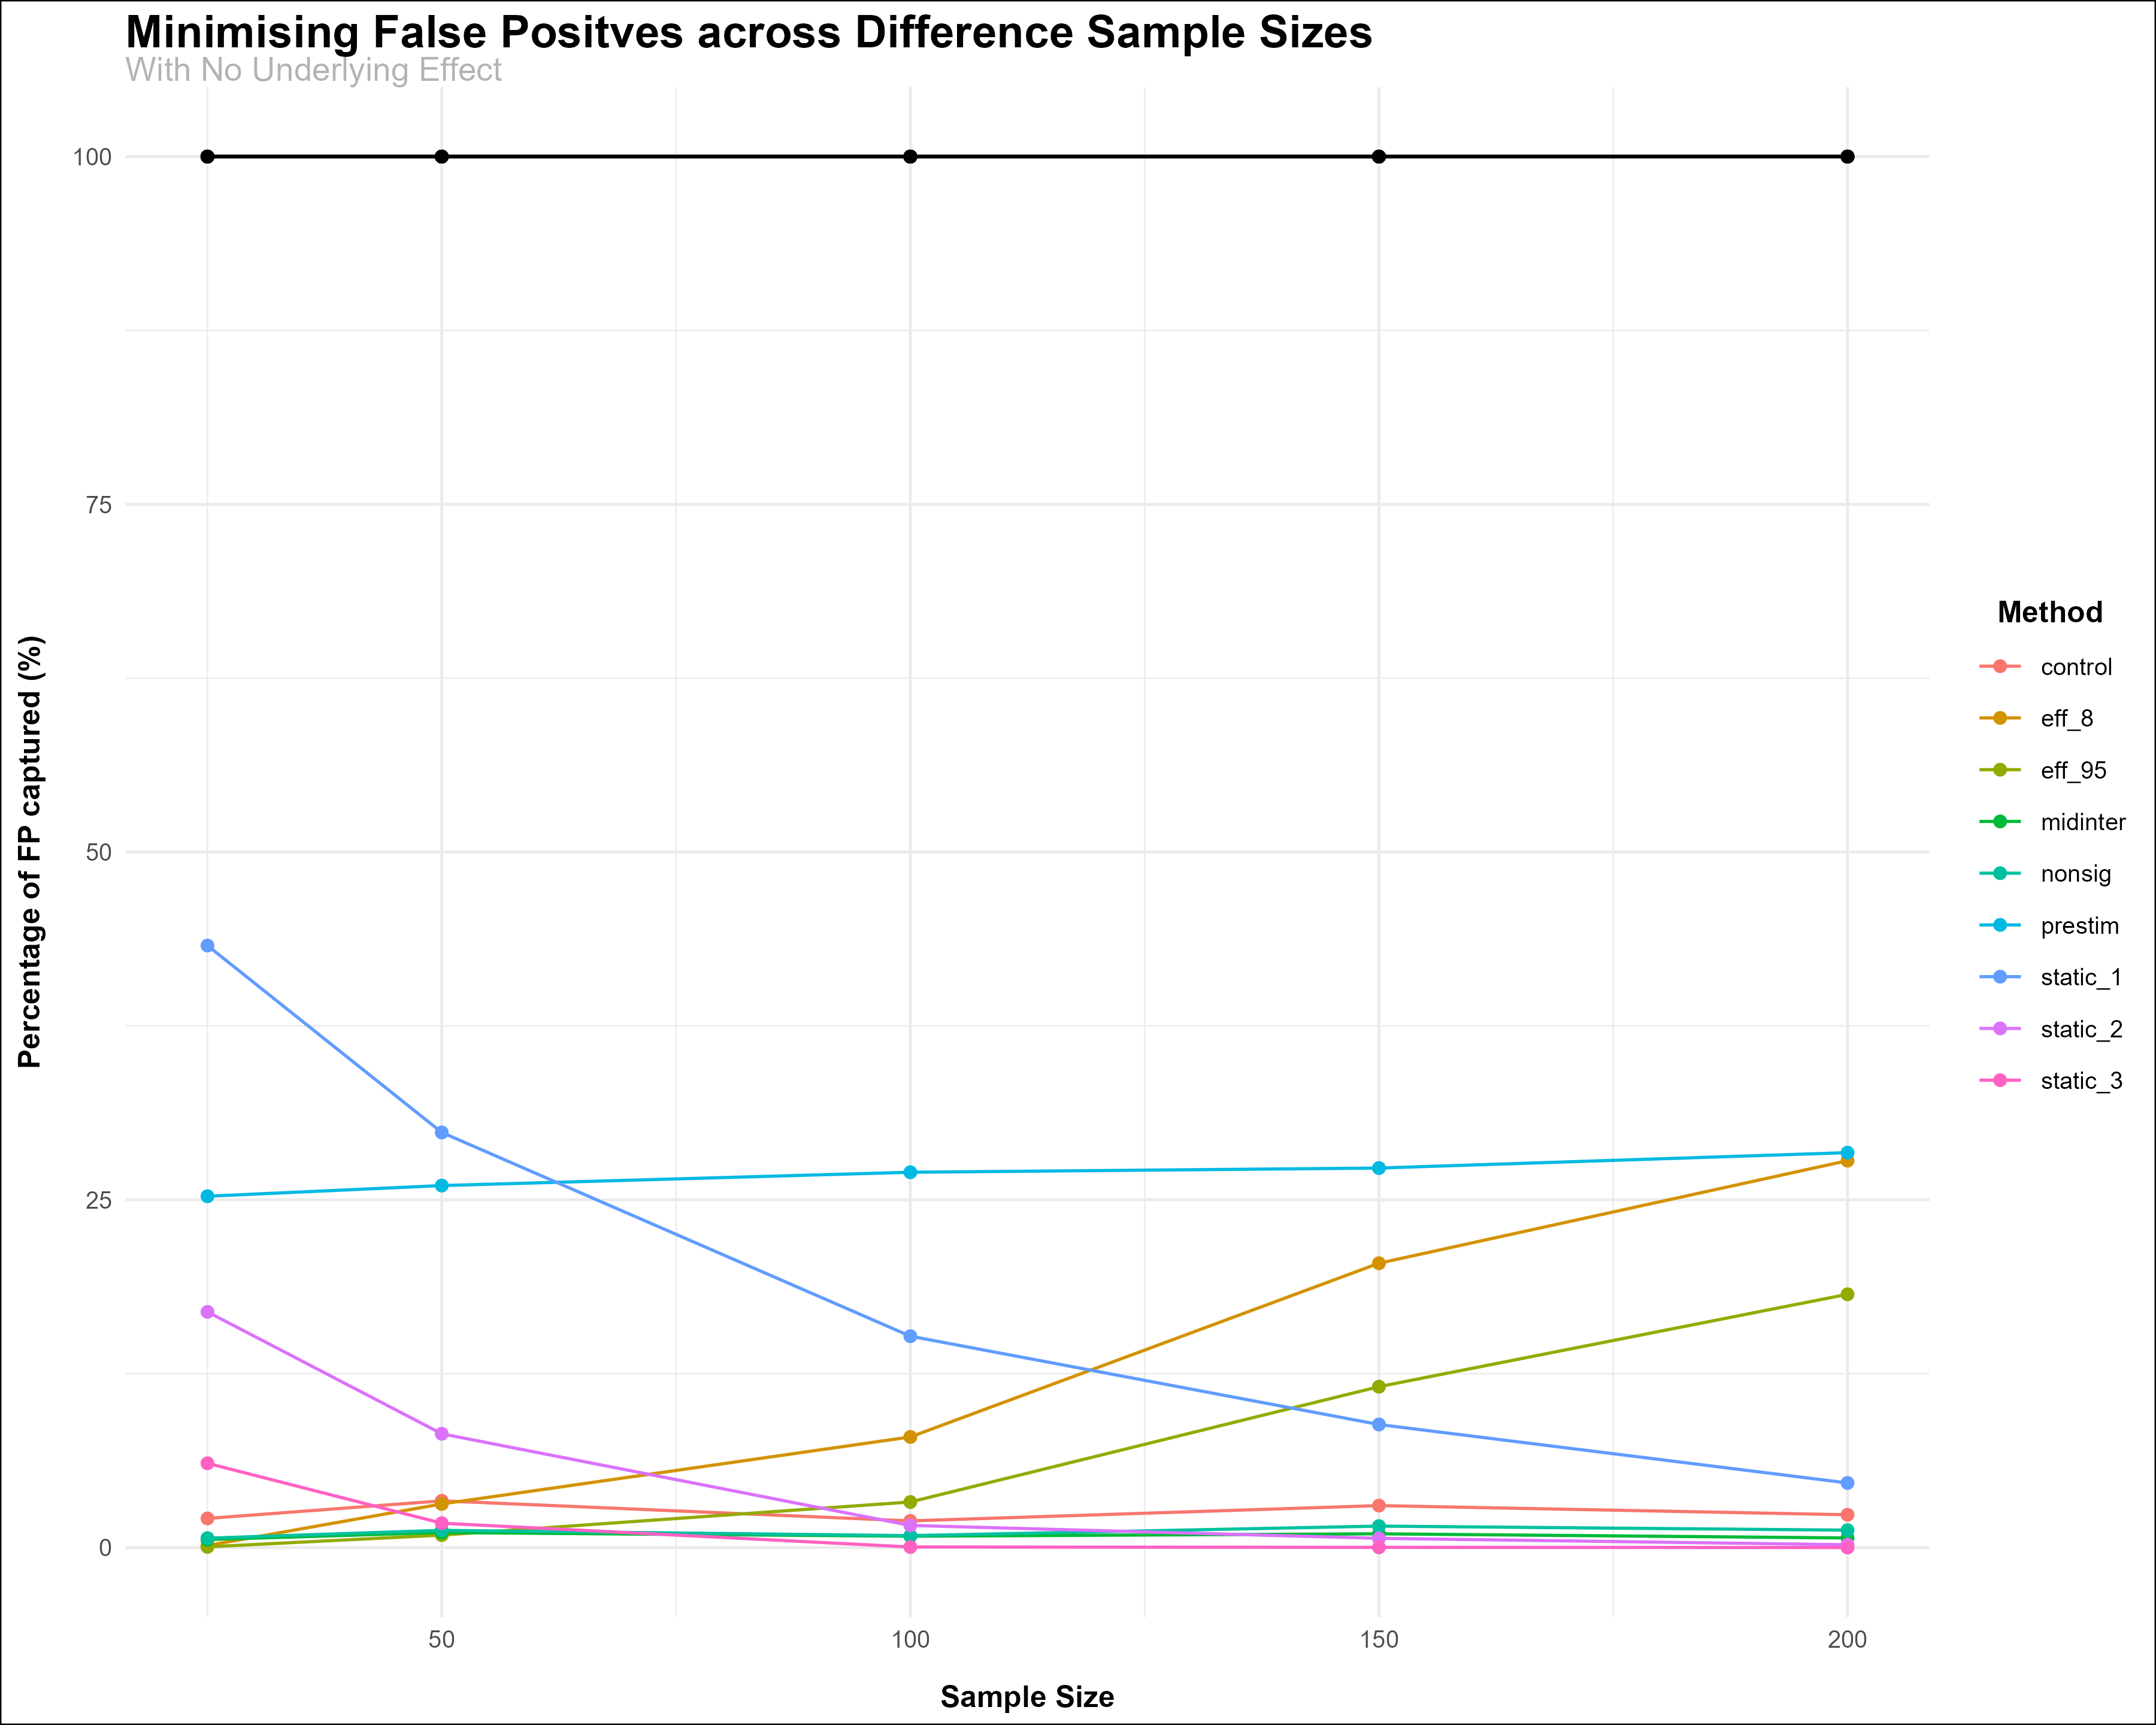 Minimising False Positves across Difference Sample Sizes
With No Underlying Effect
100
75
50
25
0
Percentage of FP captured (%)
50
100
150
200
Sample Size
Method
control
eff_8
eff_95
midinter
nonsig
prestim
static_1
static_2
static_3